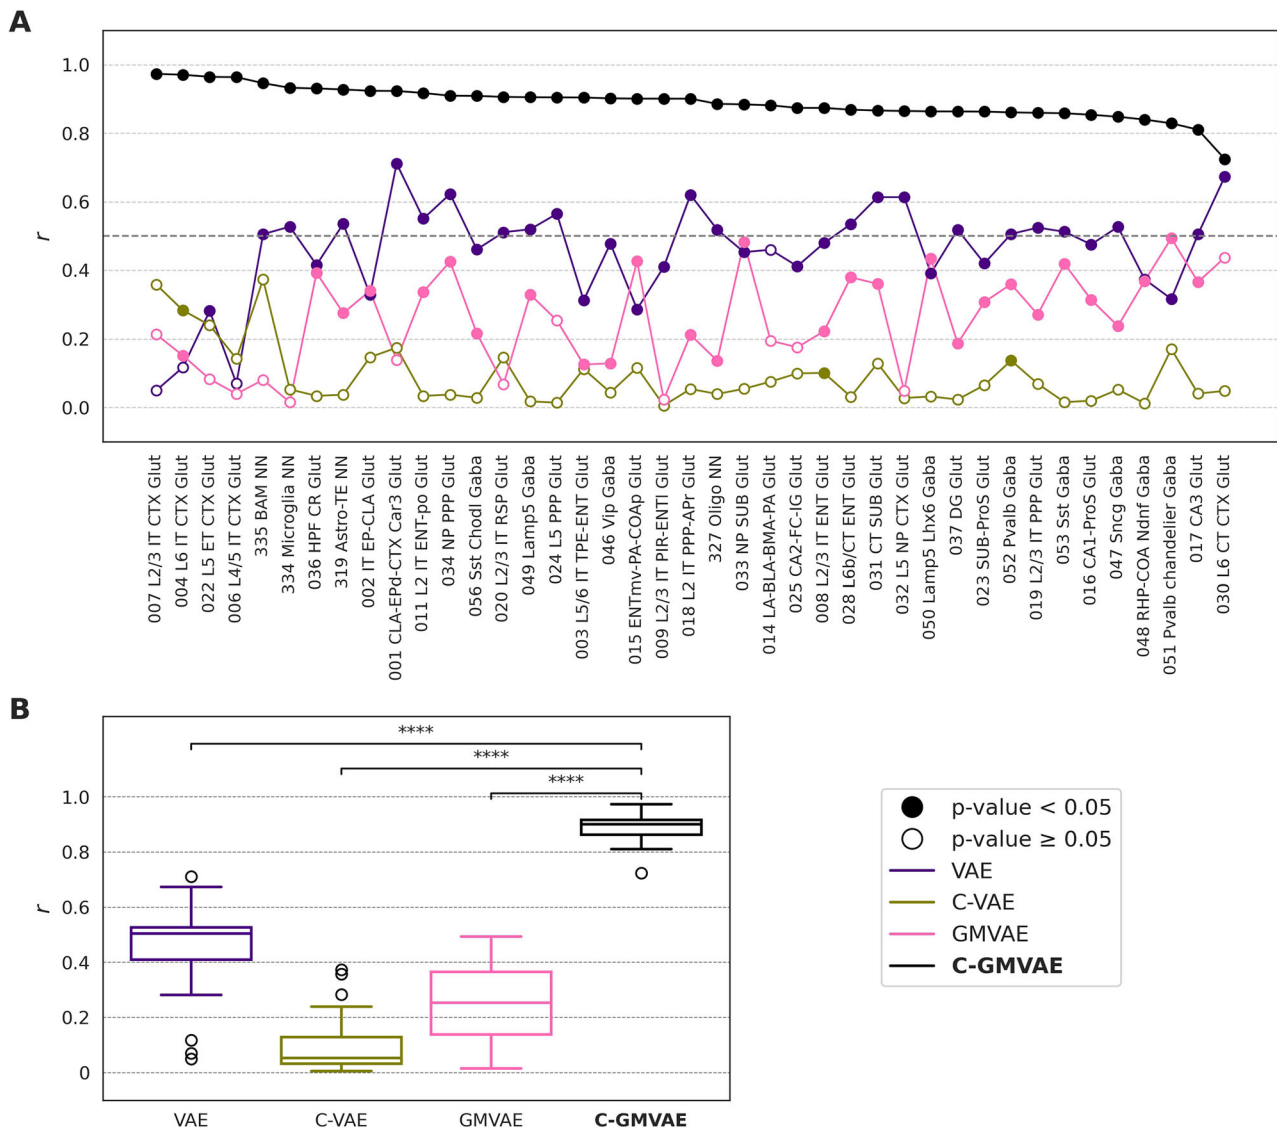 A
1.0
0.8
0.6
0.4
0.2
0.0
r
007 L2/3 IT CTX Glut
004 L6 IT CTX Glut
022 L5 ET CTX Glut
006 L4/5 IT CTX Glut
335 BAM NN
334 Microglia NN
036 HPF CR Glut
319 Astro-TE NN
002 IT EP-CLA Glut
001 CLA-EPd-CTX Car3 Glut
011 L2 IT ENT-po Glut
034 NP PPP Glut
056 Sst Chodl Gaba
020 L2/3 IT RSP Glut
049 Lamp5 Gaba
024 L5 PPP Glut
003 L5/6 IT TPE-ENT Glut
046 Vip Gaba
015 ENTmv-PA-COAp Glut
009 L2/3 IT PIR-ENTl Glut
018 L2 IT PPP-APr Glut
327 Oligo NN
033 NP SUB Glut
014 LA-BLA-BMA-PA Glut
025 CA2-FC-IG Glut
008 L2/3 IT ENT Glut
028 L6b/CT ENT Glut
031 CT SUB Glut
032 L5 NP CTX Glut
050 Lamp5 Lhx6 Gaba
037 DG Glut
023 SUB-ProS Glut
052 Pvalb Gaba
019 L2/3 IT PPP Glut
053 Sst Gaba
016 CA1-ProS Glut
047 Sncg Gaba
048 RHP-COA Ndnf Gaba
051 Pvalb chandelier Gaba
017 CA3 Glut
030 L6 CT CTX Glut
B
****
****
****
1.0
0.8
0.6
0.4
0.2
0
r
VAE
C-VAE
GMVAE
C-GMVAE
p-value < 0.05
p-value ≥ 0.05
VAE
C-VAE
GMVAE
C-GMVAE